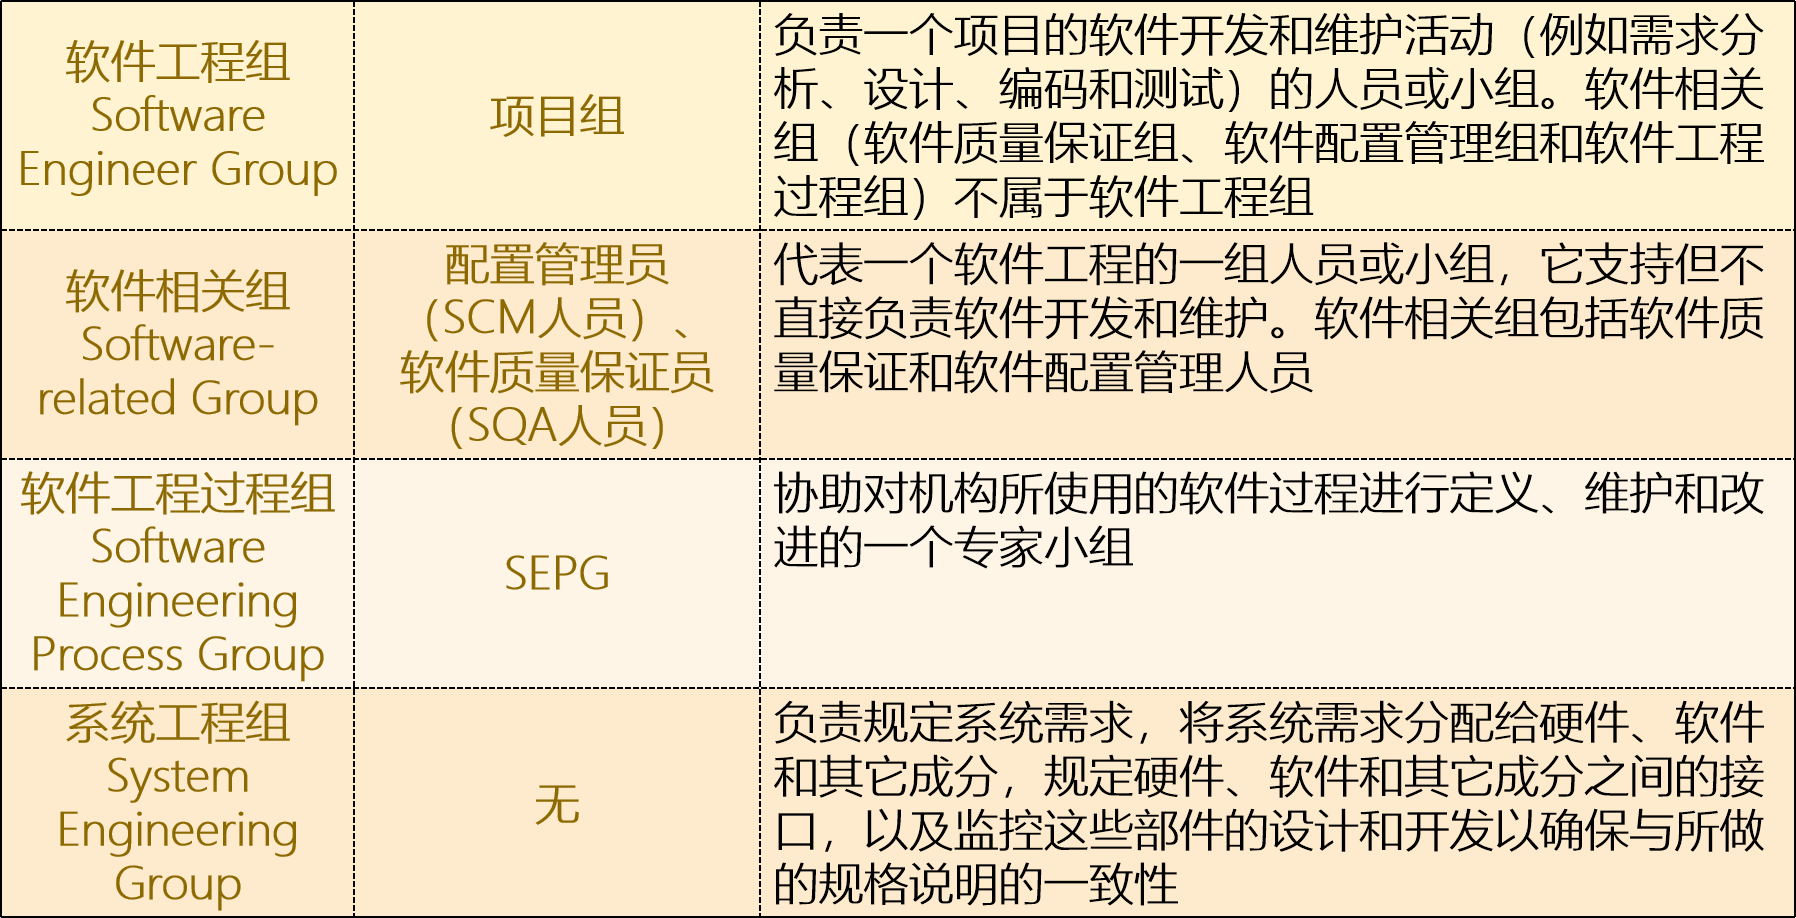 软件工程组
Software
Engineer Group
项目组
负责一个项目的软件开发和维护活动（例如需求分
析、设计、编码和测试）的人员或小组。软件相关
组（软件质量保证组、软件配置管理组和软件工程
过程组）不属于软件工程组
软件相关组
Software-
related Group
配置管理员
（SCM人员）、
软件质量保证员
（SQA人员）
代表一个软件工程的一组人员或小组，它支持但不
直接负责软件开发和维护。软件相关组包括软件质
量保证和软件配置管理人员
软件工程过程组
Software
Engineering
Process Group
SEPG
协助对机构所使用的软件过程进行定义、维护和改
进的一个专家小组
系统工程组
System
Engineering
Group
无
负责规定系统需求，将系统需求分配给硬件、软件
和其它成分，规定硬件、软件和其它成分之间的接
口，以及监控这些部件的设计和开发以确保与所做
的规格说明的一致性